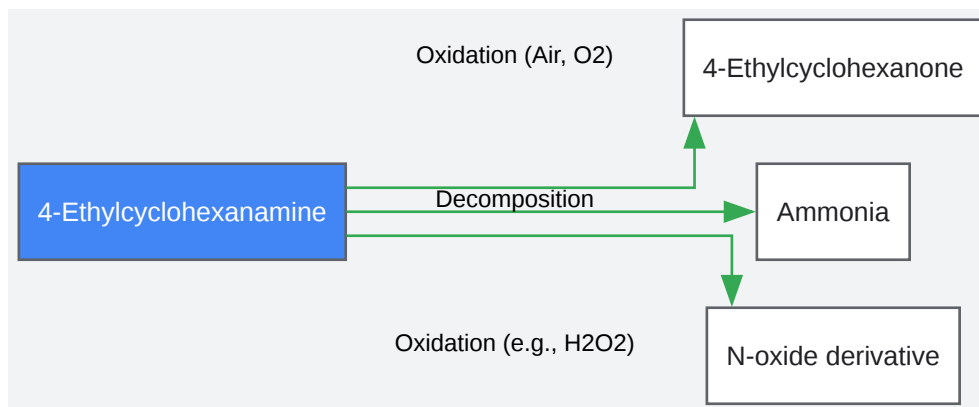 Oxidation (Air, O2)
4-Ethylcyclohexanone
4-Ethylcyclohexanamine
Decomposition
Ammonia
Oxidation (e.g., H2O2)
N-oxide derivative